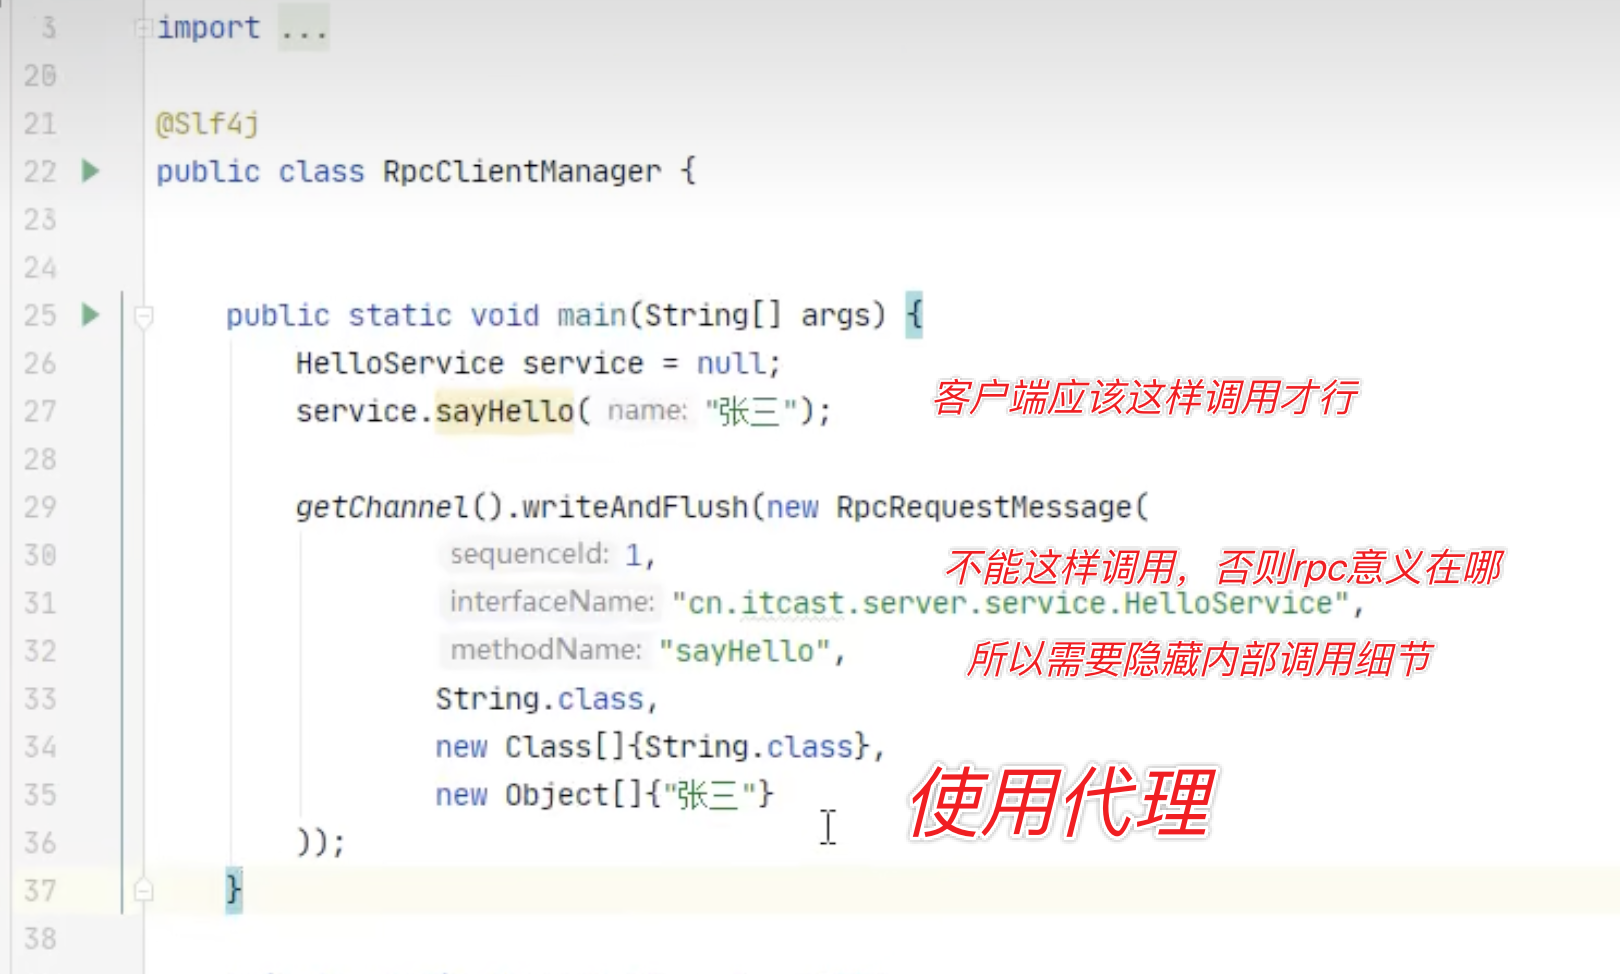 3 import ...
20
21 @Slf4j
22 public class RpcClientManager {
23
24
25 public static void main(String[] args) {
26 HelloService service = null;
27 service.sayHello( name: "张三");
客户端应该这样调用才行
28
29 getChannel().writeAndFlush(new RpcRequestMessage(
30 sequenceId: 1,
不能这样调用，否则rpc意义在哪
31 interfaceName: "cn.itcast.server.service.HelloService",
32 methodName: "sayHello",
所以需要隐藏内部调用细节
33 String.class,
34 new Class[]{String.class},
35 new Object[]{"张三"}
使用代理
36 ));
37 }
38